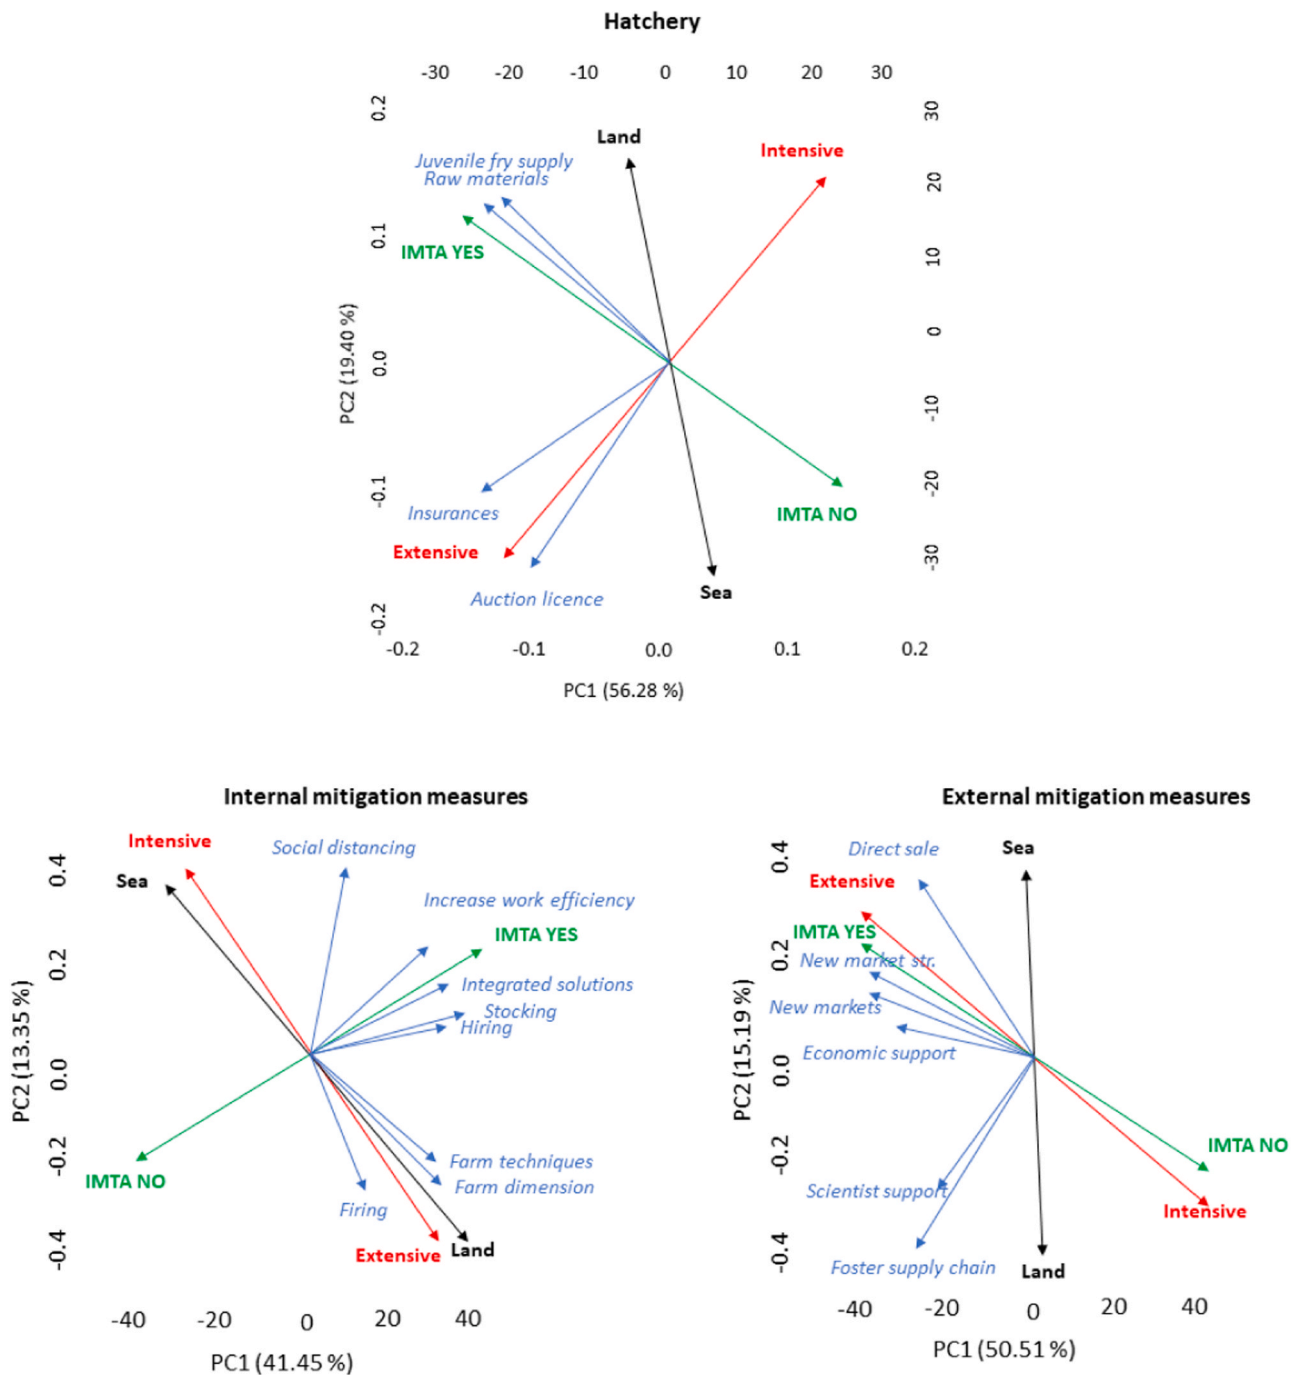 Hatchery
-30 -20 -10 0 10 20 30
0.2
30
Land
Intensive
Juvenile fry supply
Raw materials
20
0.1
IMTA YES
10
PC2 (19.40 %)
0.0
0
-10
-0.1
-20
Insurances
IMTA NO
Extensive
-30
Auction licence
Sea
-0.2
-0.2 -0.1 0.0 0.1 0.2
PC1 (56.28 %)
Internal mitigation measures
Intensive
Social distancing
0.4
Sea
Increase work efficiency
IMTA YES
0.2
Integrated solutions
Stocking
Hiring
PC2 (13.35 %)
0.0
-0.2
IMTA NO
Farm techniques
Farm dimension
Firing
-0.4
Extensive
Land
-40 -20 0 20 40
PC1 (41.45 %)
External mitigation measures
Direct sale
Sea
0.4
Extensive
IMTA YES
0.2
New market str.
New markets
Economic support
PC2 (15.19 %)
0.0
-0.2
IMTA NO
Scientist support
Intensive
-0.4
Foster supply chain
Land
-40 -20 0 20 40
PC1 (50.51 %)